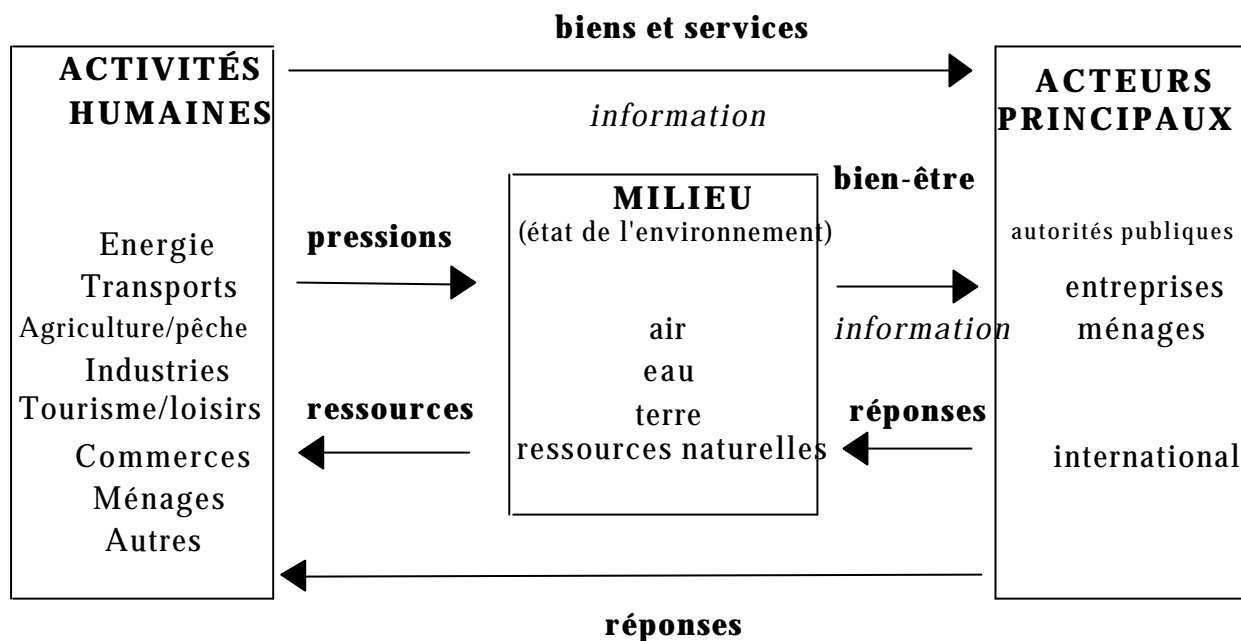 biens et services
ACTIVITÉS
HUMAINES
information
ACTEURS
PRINCIPAUX
MILIEU
(état de l'environnement)
bien-être
pressions
Energie
Transports
Agriculture/pêche
Industries
Tourisme/loisirs
Commerces
Ménages
Autres
ressources
air
eau
terre
ressources naturelles
information
réponses
autorités publiques
entreprises
ménages
international
réponses